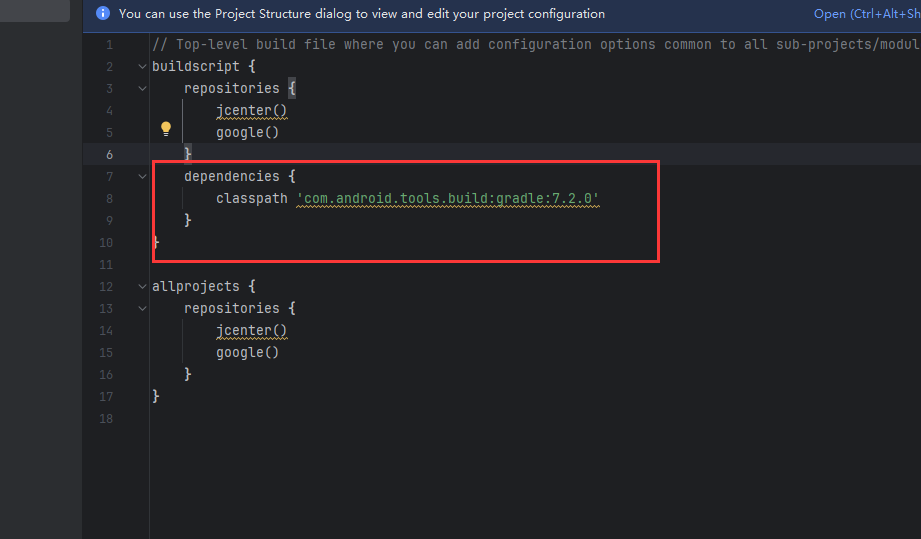 You can use the Project Structure dialog to view and edit your project configuration Open (Ctrl+Alt+Sh
1 // Top-level build file where you can add configuration options common to all sub-projects/modul
2 buildscript {
3 repositories {
4 jcenter()
5 google()
6 }
7 dependencies {
8 classpath 'com.android.tools.build:gradle:7.2.0'
9 }
10 }
11
12 allprojects {
13 repositories {
14 jcenter()
15 google()
16 }
17 }
18